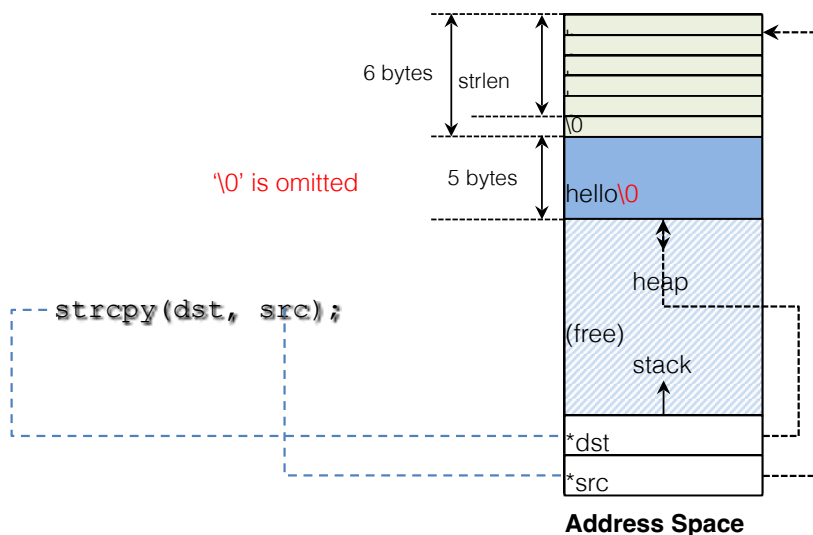 6 bytes
strlen
\0
'\0' is omitted
5 bytes
hello\0
heap
strcpy(dst, src);
(free)
stack
*dst
*src
Address Space